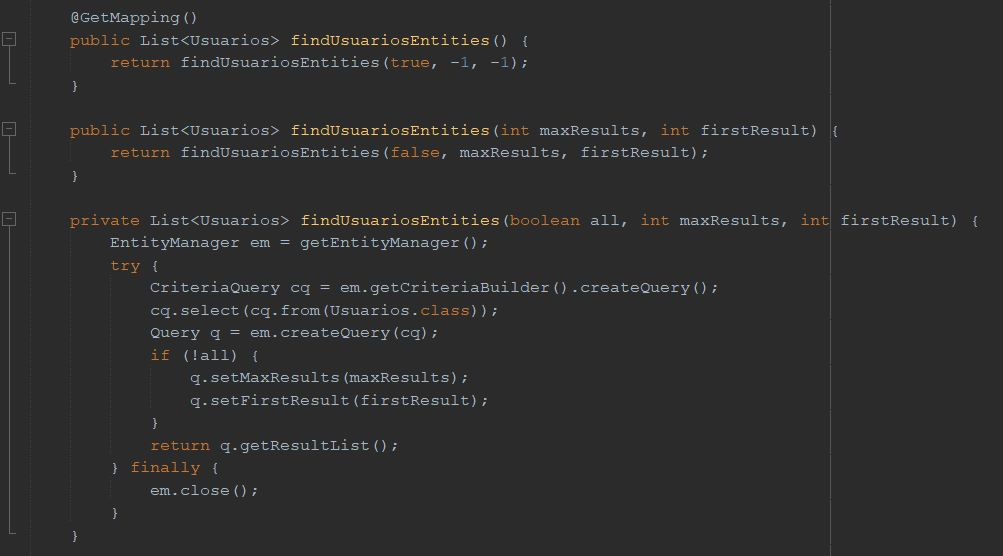 @GetMapping()
public List<Usuarios> findUsuariosEntities() {
return findUsuariosEntities(true, -1, -1);
}
public List<Usuarios> findUsuariosEntities(int maxResults, int firstResult) {
return findUsuariosEntities(false, maxResults, firstResult);
}
private List<Usuarios> findUsuariosEntities(boolean all, int maxResults, int firstResult) {
EntityManager em = getEntityManager();
try {
CriteriaQuery cq = em.getCriteriaBuilder().createQuery();
cq.select(cq.from(Usuarios.class));
Query q = em.createQuery(cq);
if (!all) {
q.setMaxResults(maxResults);
q.setFirstResult(firstResult);
}
return q.getResultList();
} finally {
em.close();
}
}